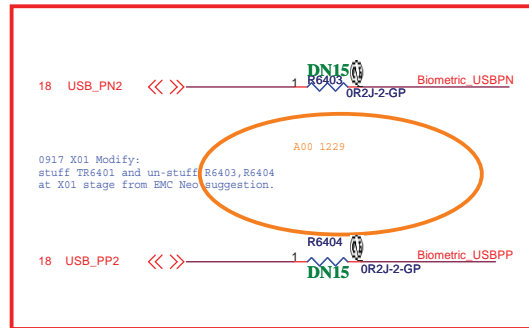 DN15
18 USB_PN2 1 R6403 Biometric_USBPN
0R2J-2-GP
A00 1229
0917 X01 Modify:
stuff TR6401 and un-stuff R6403,R6404
at X01 stage from EMC Neo suggestion.
R6404
18 USB_PP2 1 Biometric_USBPP
DN15 0R2J-2-GP